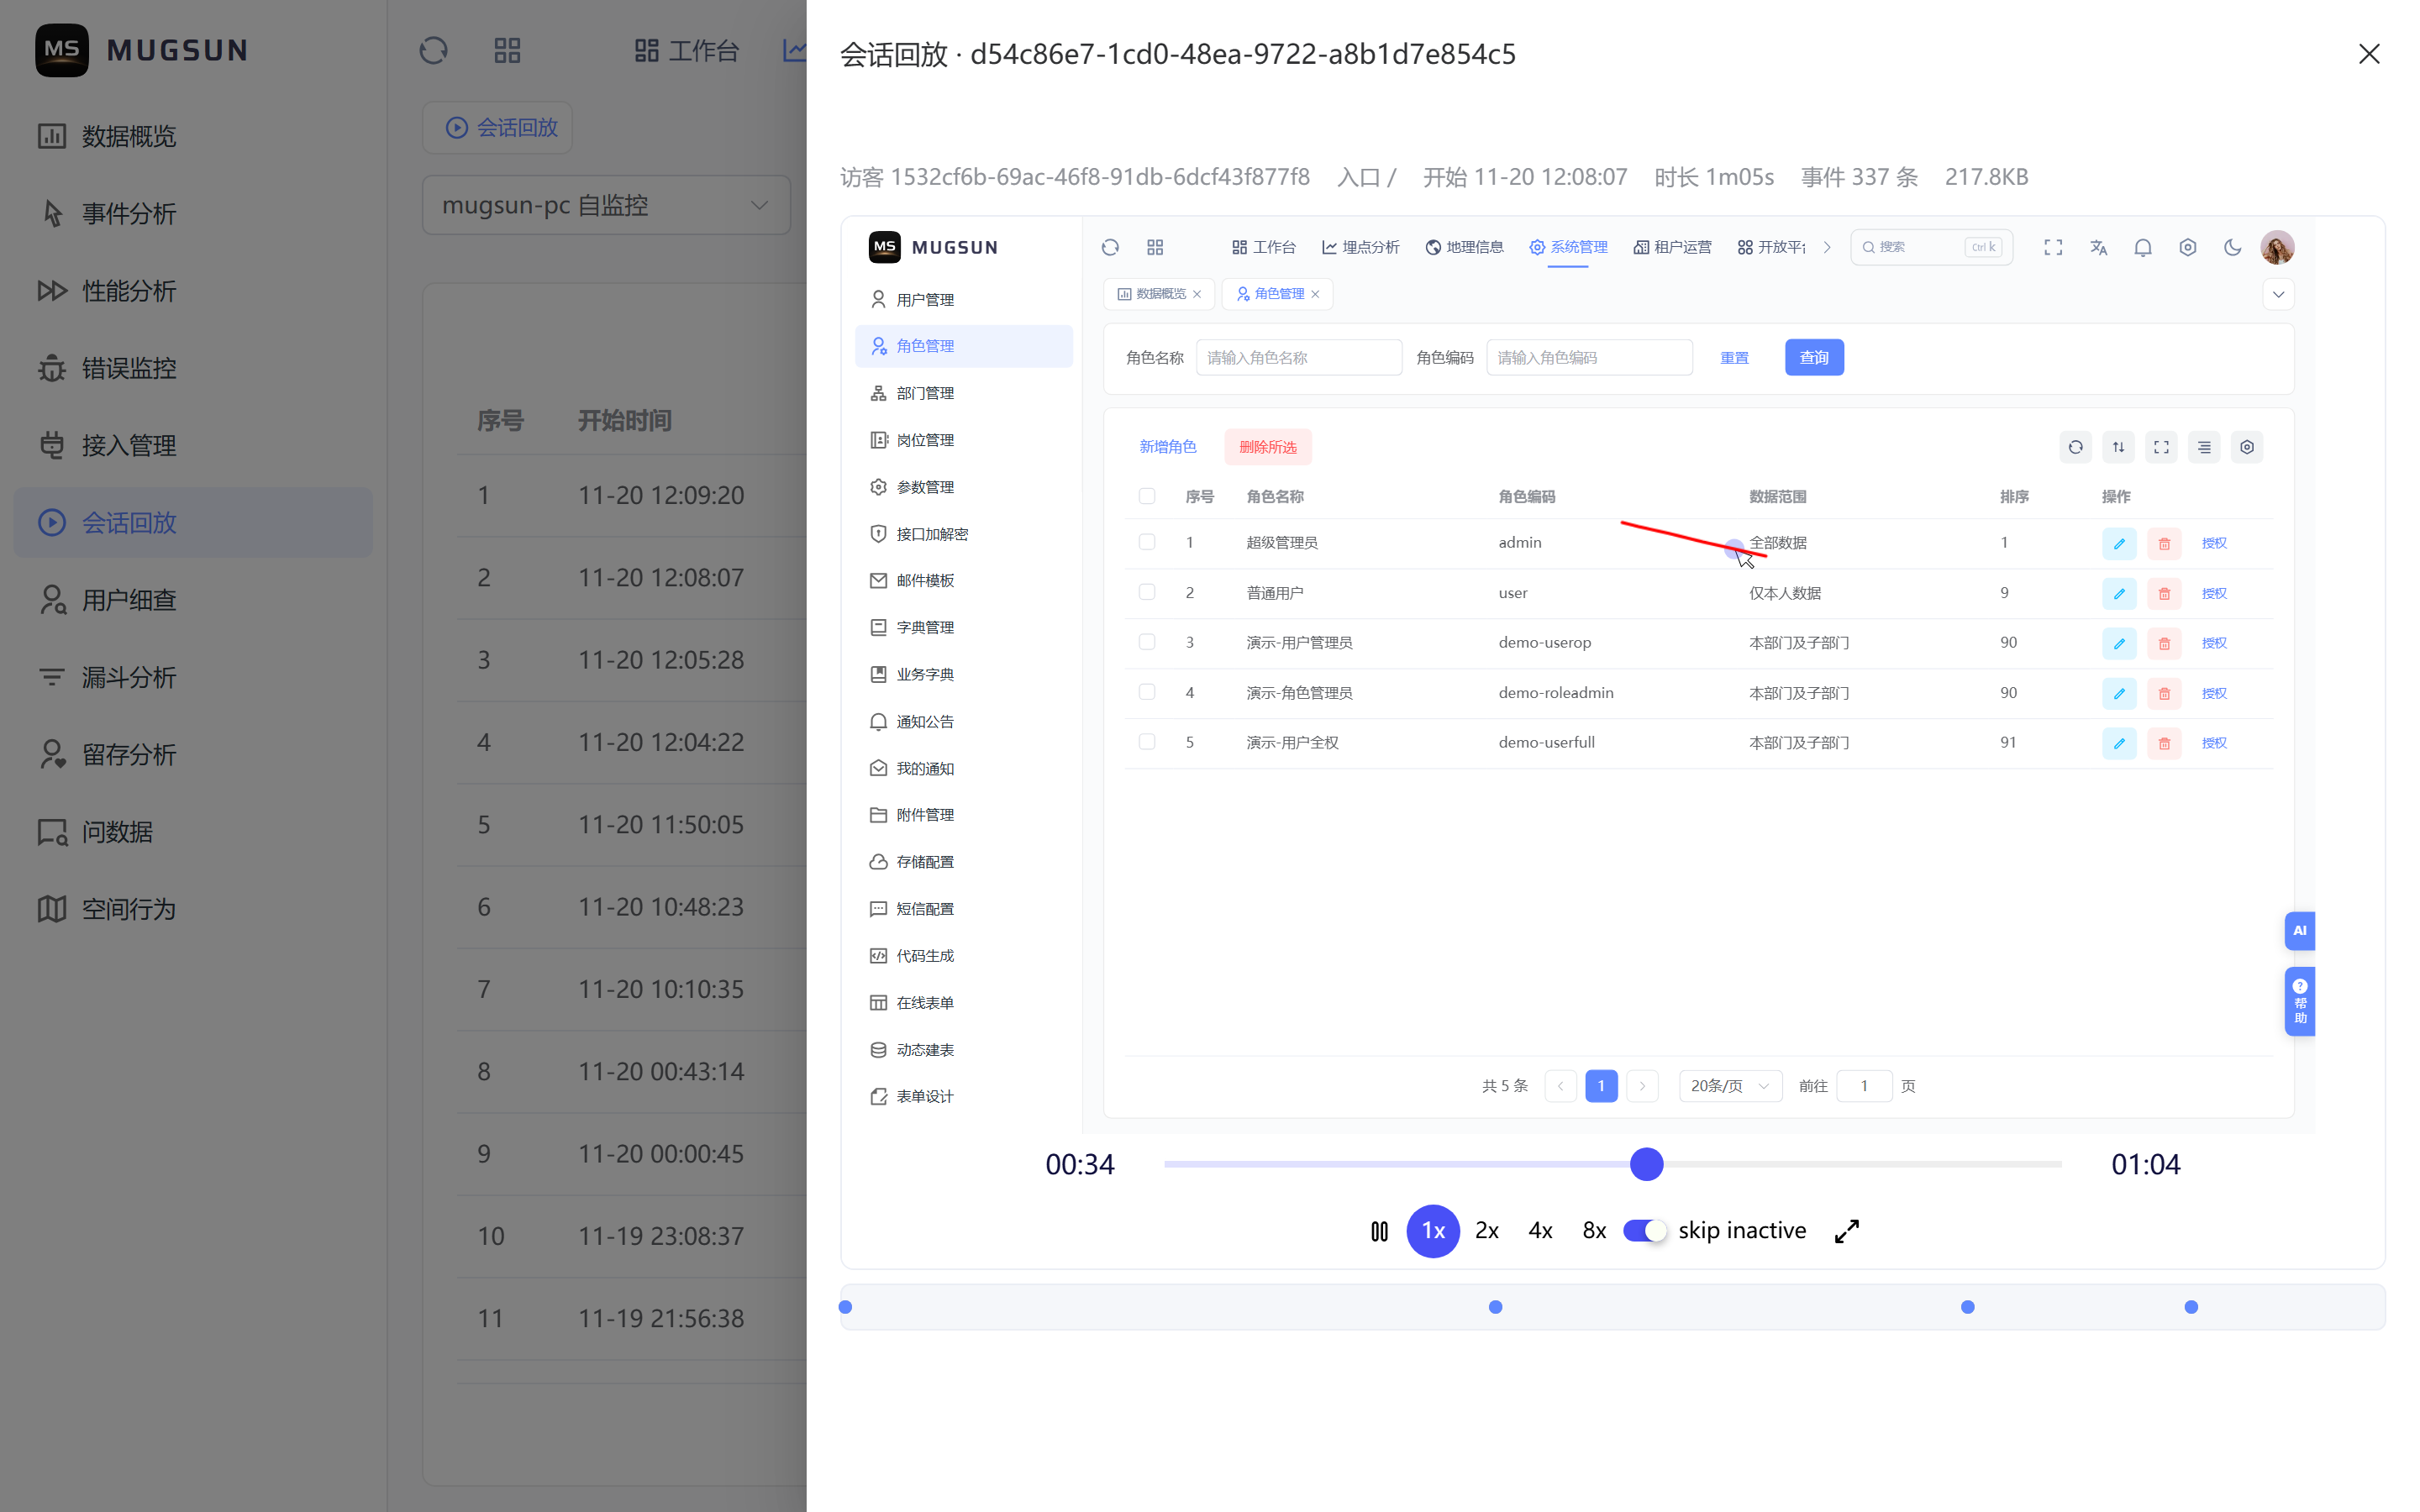 MS MUGSUN
数据概览
事件分析
性能分析
错误监控
接入管理
会话回放
用户细查
漏斗分析
留存分析
问数据
空间行为
工作台
会话回放
mugsun-pc 自监控
序号 开始时间
1 11-20 12:09:20
2 11-20 12:08:07
3 11-20 12:05:28
4 11-20 12:04:22
5 11-20 11:50:05
6 11-20 10:48:23
7 11-20 10:10:35
8 11-20 00:43:14
9 11-20 00:00:45
10 11-19 23:08:37
11 11-19 21:56:38
会话回放 · d54c86e7-1cd0-48ea-9722-a8b1d7e854c5
访客 1532cf6b-69ac-46f8-91db-6dcf43f877f8 入口 / 开始 11-20 12:08:07 时长 1m05s 事件 337 条 217.8KB
MS MUGSUN
工作台 埋点分析 地理信息 系统管理 租户运营 开放平 搜索 Ctrl k
用户管理
角色管理
部门管理
岗位管理
参数管理
接口加解密
邮件模板
字典管理
业务字典
通知公告
我的通知
附件管理
存储配置
短信配置
代码生成
在线表单
动态建表
表单设计
数据概览 角色管理
角色名称 请输入角色名称 角色编码 请输入角色编码 重置 查询
新增角色 删除所选
序号 角色名称 角色编码 数据范围 排序 操作
1 超级管理员 admin 全部数据 1 授权
2 普通用户 user 仅本人数据 9 授权
3 演示-用户管理员 demo-userop 本部门及子部门 90 授权
4 演示-角色管理员 demo-roleadmin 本部门及子部门 90 授权
5 演示-用户全权 demo-userfull 本部门及子部门 91 授权
AI
?
帮
助
共 5 条 1 20条/页 前往 1 页
00:34 01:04
1x 2x 4x 8x skip inactive